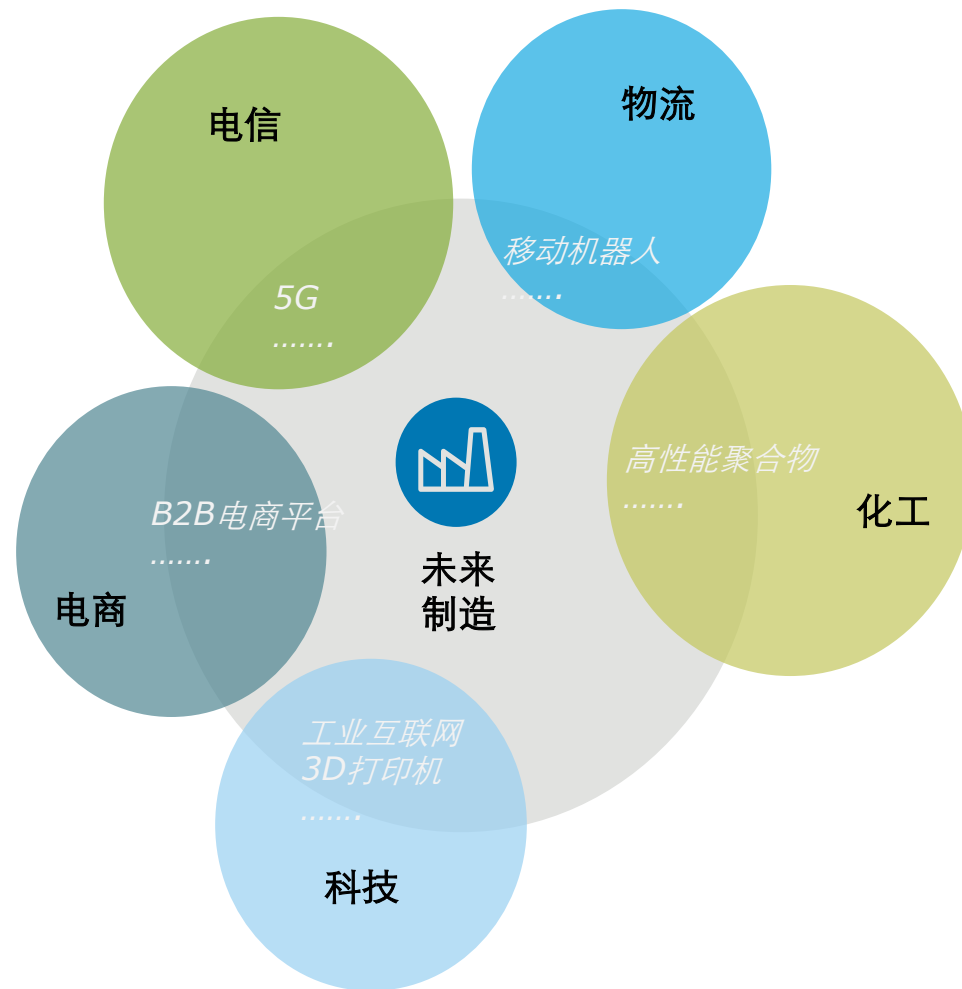 电信
5G
…….
物流
移动机器人
…….
高性能聚合物
…….
化工
B2B电商平台
…….
电商
未来
制造
工业互联网
3D打印机
…….
科技